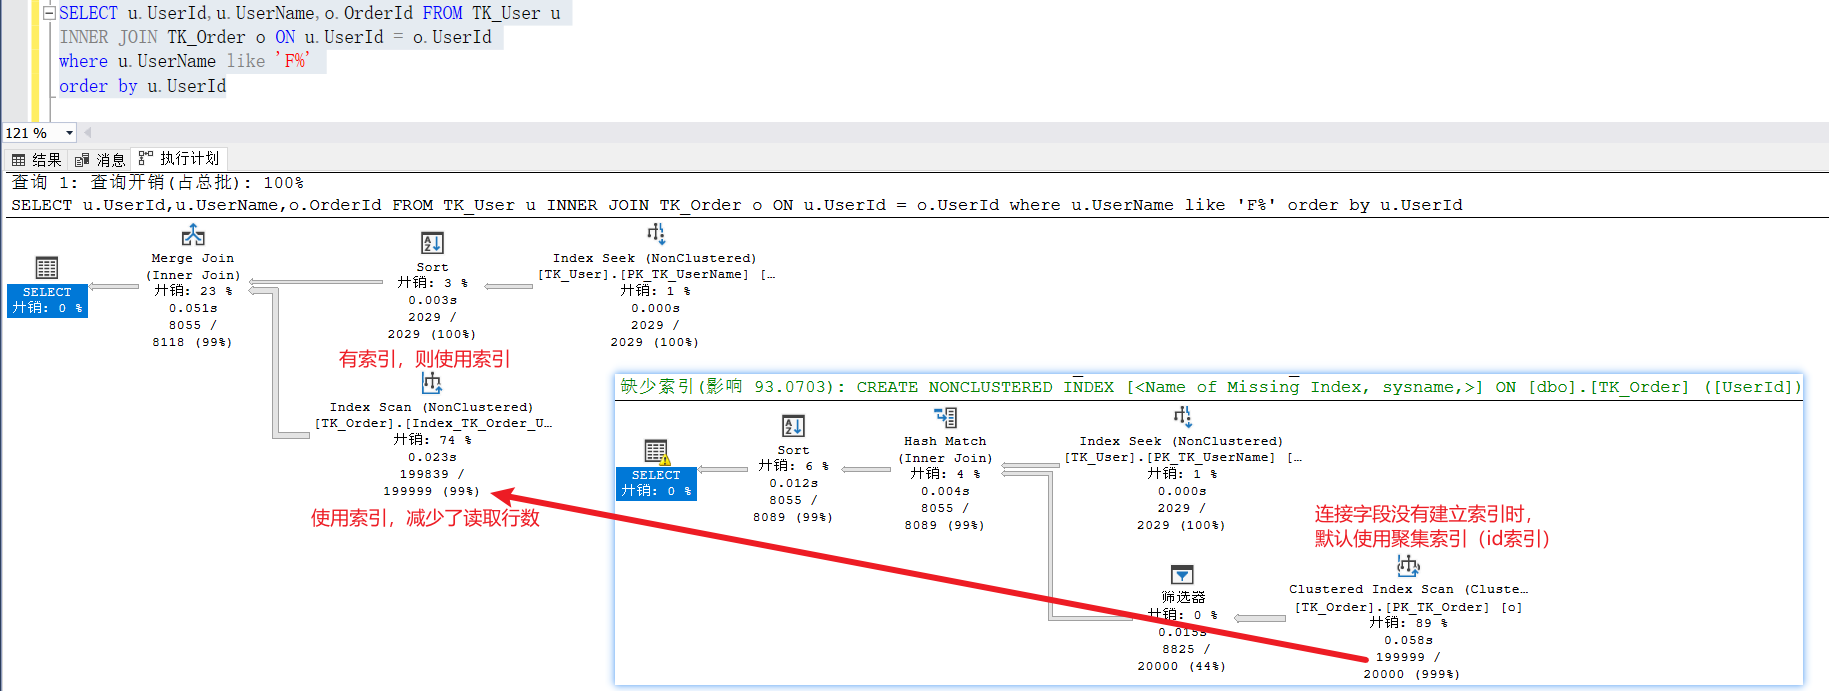 SELECT u.UserId,u.UserName,o.OrderId FROM TK_User u
INNER JOIN TK_Order o ON u.UserId = o.UserId
where u.UserName like 'F%'
order by u.UserId
121 %
结果 消息 执行计划
查询 1: 查询开销(占总批): 100%
SELECT u.UserId,u.UserName,o.OrderId FROM TK_User u INNER JOIN TK_Order o ON u.UserId = o.UserId where u.UserName like 'F%' order by u.UserId
SELECT
开销: 0 %
Merge Join
(Inner Join)
开销: 23 %
0.051s
8055 /
8118 (99%)
Sort
开销: 3 %
0.003s
2029 /
2029 (100%)
Index Seek (NonClustered)
[TK_User].[PK_TK_UserName] […
开销: 1 %
0.000s
2029 /
2029 (100%)
有索引，则使用索引
Index Scan (NonClustered)
[TK_Order].[Index_TK_Order_U…
开销: 74 %
0.023s
199839 /
199999 (99%)
使用索引，减少了读取行数
缺少索引(影响 93.0703): CREATE NONCLUSTERED INDEX [<Name of Missing Index, sysname,>] ON [dbo].[TK_Order] ([UserId])
SELECT
开销: 0 %
Sort
开销: 6 %
0.012s
8055 /
8089 (99%)
Hash Match
(Inner Join)
开销: 4 %
0.004s
8055 /
8089 (99%)
Index Seek (NonClustered)
[TK_User].[PK_TK_UserName] […
开销: 1 %
0.000s
2029 /
2029 (100%)
连接字段没有建立索引时，
默认使用聚集索引（id索引）
筛选器
开销: 0 %
0.015s
8825 /
20000 (44%)
Clustered Index Scan (Cluste…
[TK_Order].[PK_TK_Order] [o]
开销: 89 %
0.058s
199999 /
20000 (999%)